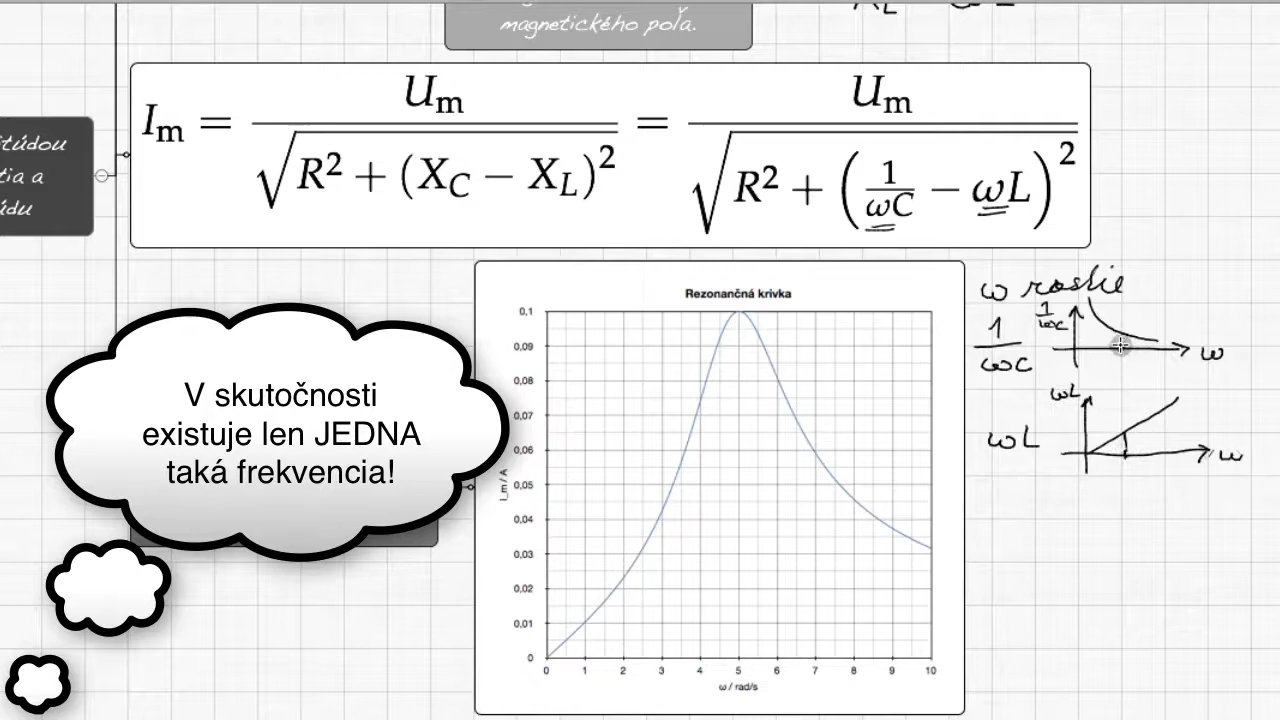 magnetického poľa.
I_m = U_m / √(R² + (X_C − X_L)²) = U_m / √(R² + (1/ωC − ωL)²)
túdou
tia a
údu
ω rastie
1/ωC
1/ωC
ω
ωL
ωL
ω
V skutočnosti
existuje len JEDNA
taká frekvencia!
Rezonančná krivka
0,1
0,09
0,08
0,07
0,06
0,05
0,04
0,03
0,02
0,01
0
I_m / A
0 1 2 3 4 5 6 7 8 9 10
ω / rad/s